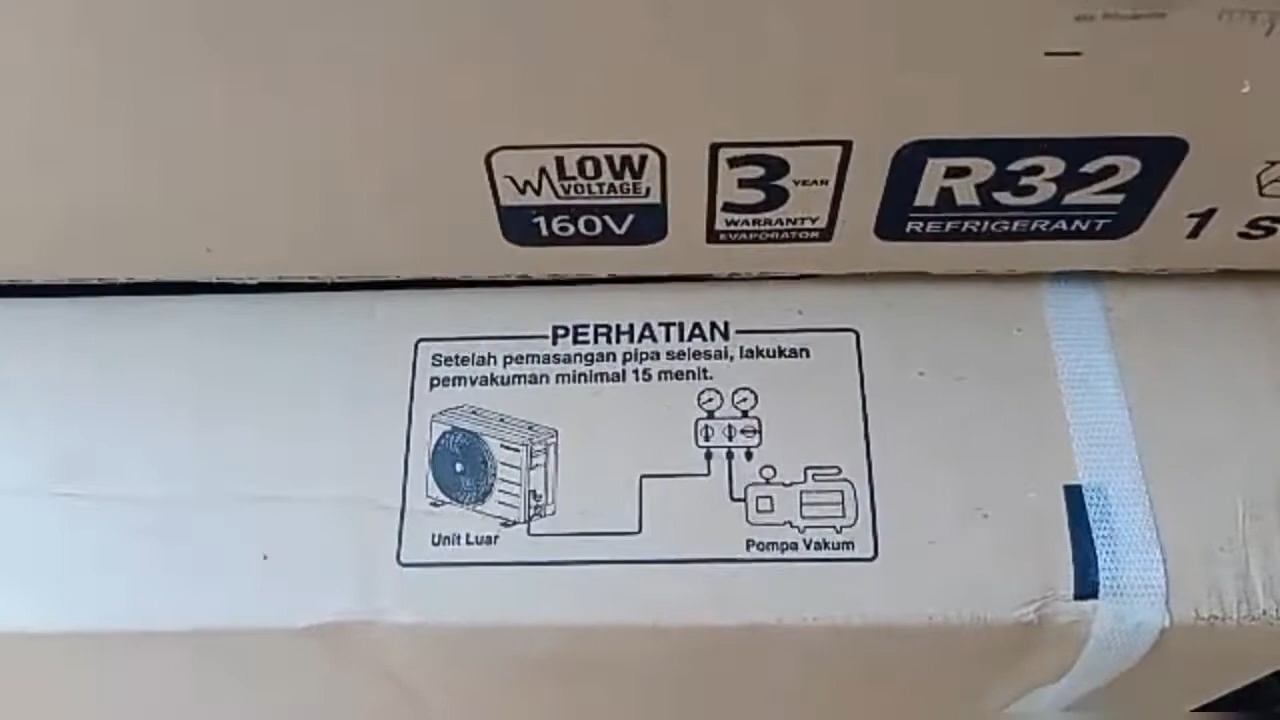 LOW
VOLTAGE
160V
3 YEAR
WARRANTY
EVAPORATOR
R32
REFRIGERANT
1 S
PERHATIAN
Setelah pemasangan pipa selesai, lakukan
pemvakuman minimal 15 menit.
Unit Luar
Pompa Vakum